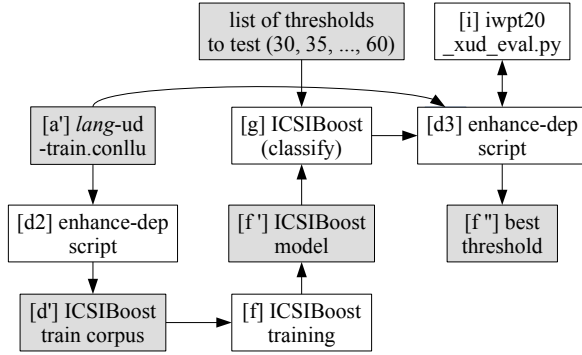 list of thresholds
to test (30, 35, ..., 60)
[i] iwpt20
_xud_eval.py
[a'] lang-ud
-train.conllu
[g] ICSIBoost
(classify)
[d3] enhance-dep
script
[d2] enhance-dep
script
[f '] ICSIBoost
model
[f ''] best
threshold
[d'] ICSIBoost
train corpus
[f] ICSIBoost
training